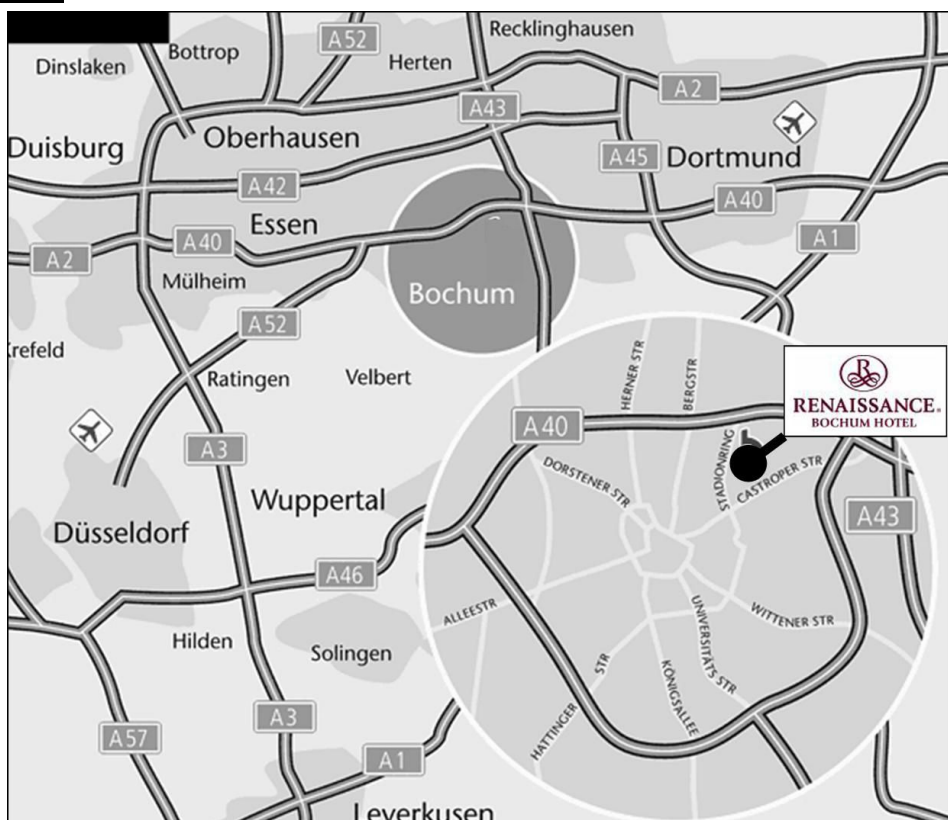 Recklinghausen
Bottrop
A52
Dinslaken
Herten
A2
A43
Duisburg
Oberhausen
A45
Dortmund
A42
A40
Essen
A40
A1
A2
Mülheim
Bochum
A52
Krefeld
Ratingen
Velbert
HERNER STR
BERGSTR
R
RENAISSANCE®
BOCHUM HOTEL
A40
A3
STADIONRING
DORSTENER STR
CASTROPER STR
Wuppertal
A43
Düsseldorf
A46
ALLEESTR
WITTENER STR
UNIVERSITÄTS STR
Hilden
Solingen
HATTINGER STR
KÖNIGSALLEE
A3
A57
A1
Leverkusen